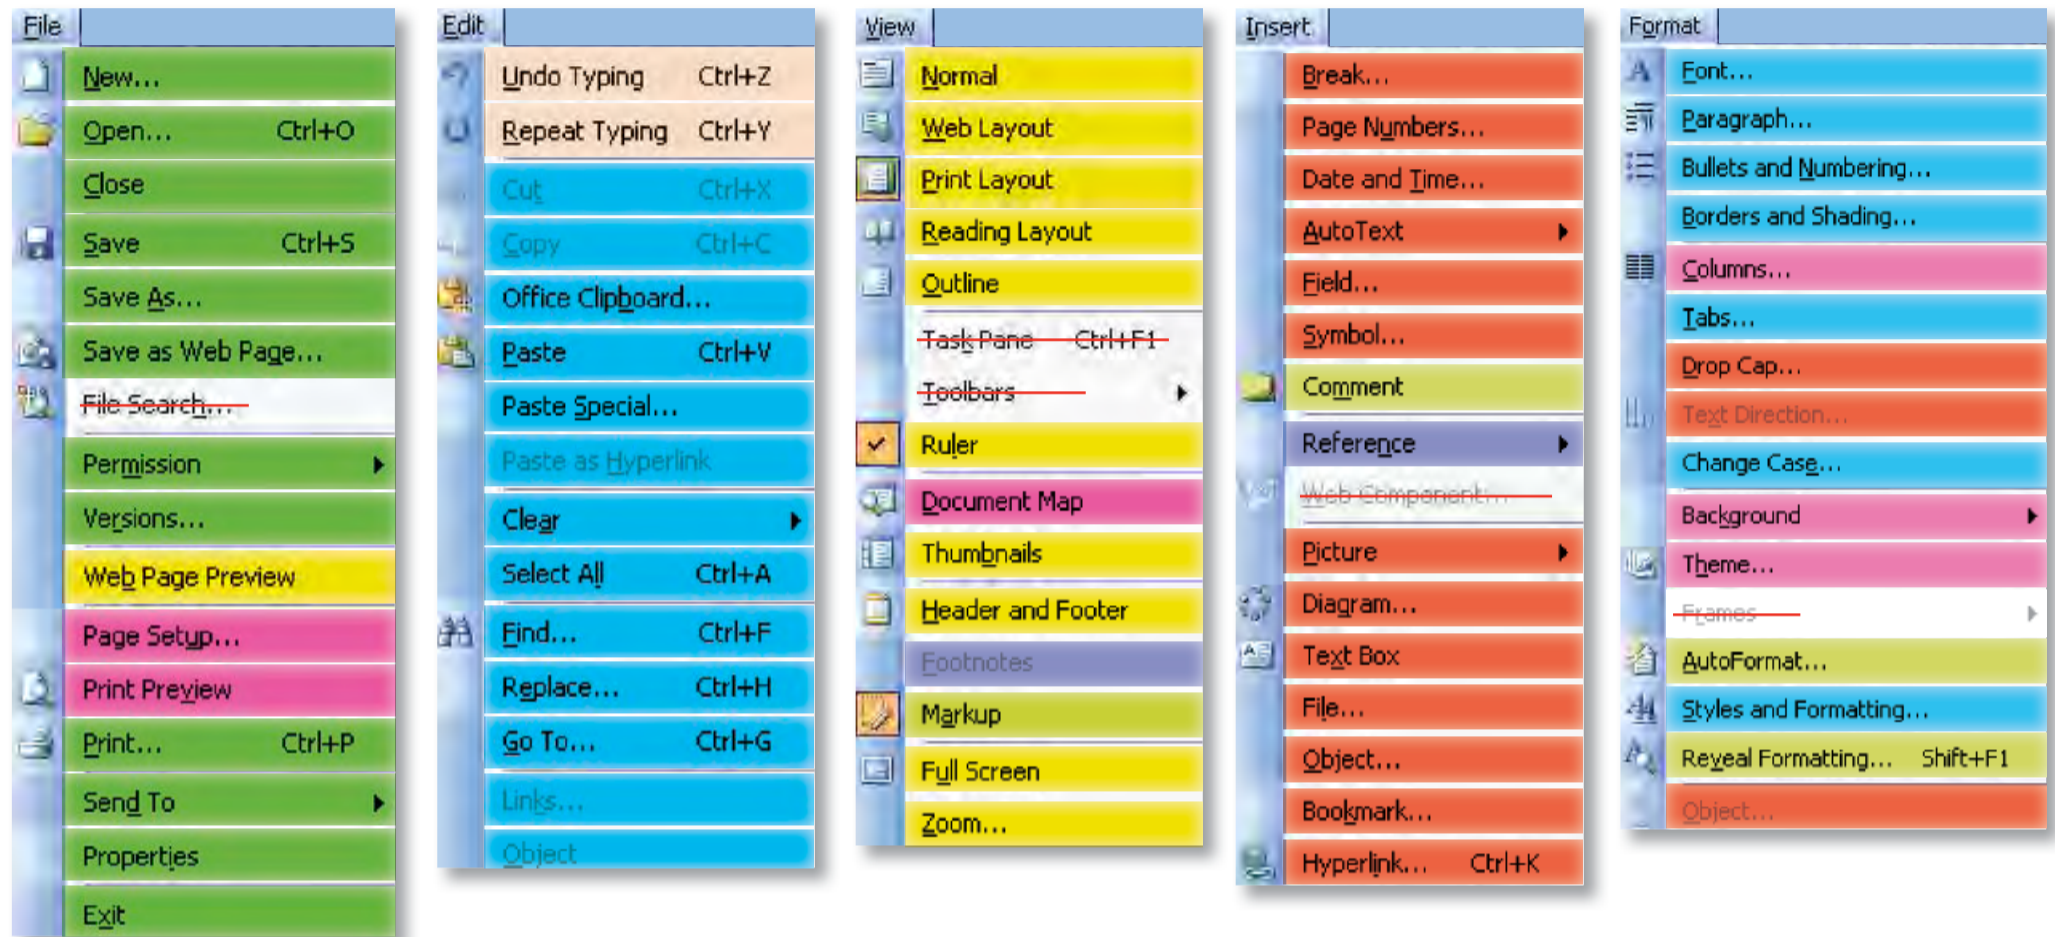 File
New...
Open... Ctrl+O
Close
Save Ctrl+S
Save As...
Save as Web Page...
File Search...
Permission
Versions...
Web Page Preview
Page Setup...
Print Preview
Print... Ctrl+P
Send To
Properties
Exit
Edit
Undo Typing Ctrl+Z
Repeat Typing Ctrl+Y
Cut Ctrl+X
Copy Ctrl+C
Office Clipboard...
Paste Ctrl+V
Paste Special...
Paste as Hyperlink
Clear
Select All Ctrl+A
Find... Ctrl+F
Replace... Ctrl+H
Go To... Ctrl+G
Links...
Object
View
Normal
Web Layout
Print Layout
Reading Layout
Outline
Task Pane Ctrl+F1
Toolbars
Ruler
Document Map
Thumbnails
Header and Footer
Footnotes
Markup
Full Screen
Zoom...
Insert
Break...
Page Numbers...
Date and Time...
AutoText
Field...
Symbol...
Comment
Reference
Web Component...
Picture
Diagram...
Text Box
File...
Object...
Bookmark...
Hyperlink... Ctrl+K
Format
Font...
Paragraph...
Bullets and Numbering...
Borders and Shading...
Columns...
Tabs...
Drop Cap...
Text Direction...
Change Case...
Background
Theme...
Frames
AutoFormat...
Styles and Formatting...
Reveal Formatting... Shift+F1
Object...